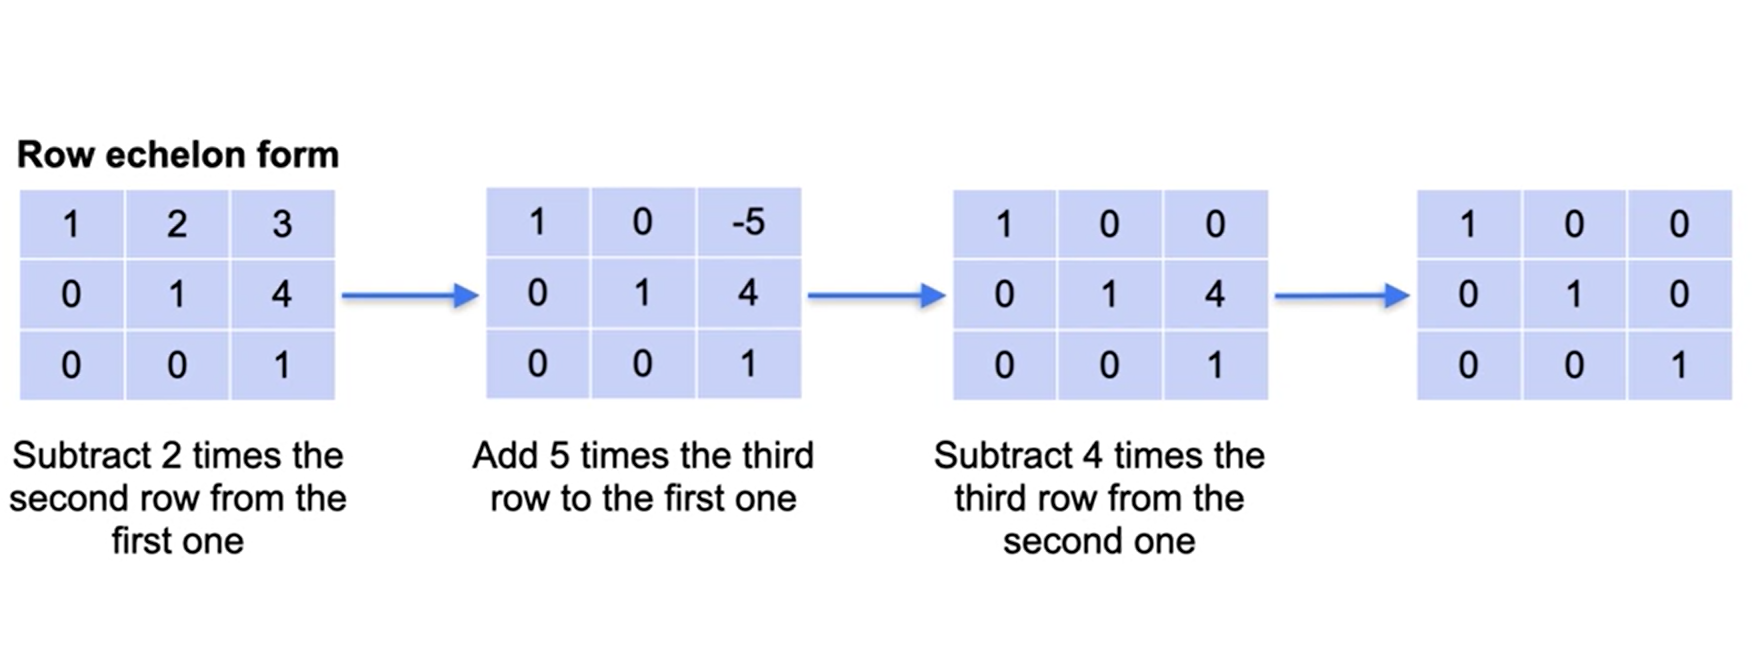 Row echelon form
1 2 3
0 1 4
0 0 1
Subtract 2 times the
second row from the
first one
1 0 -5
0 1 4
0 0 1
Add 5 times the third
row to the first one
1 0 0
0 1 4
0 0 1
Subtract 4 times the
third row from the
second one
1 0 0
0 1 0
0 0 1